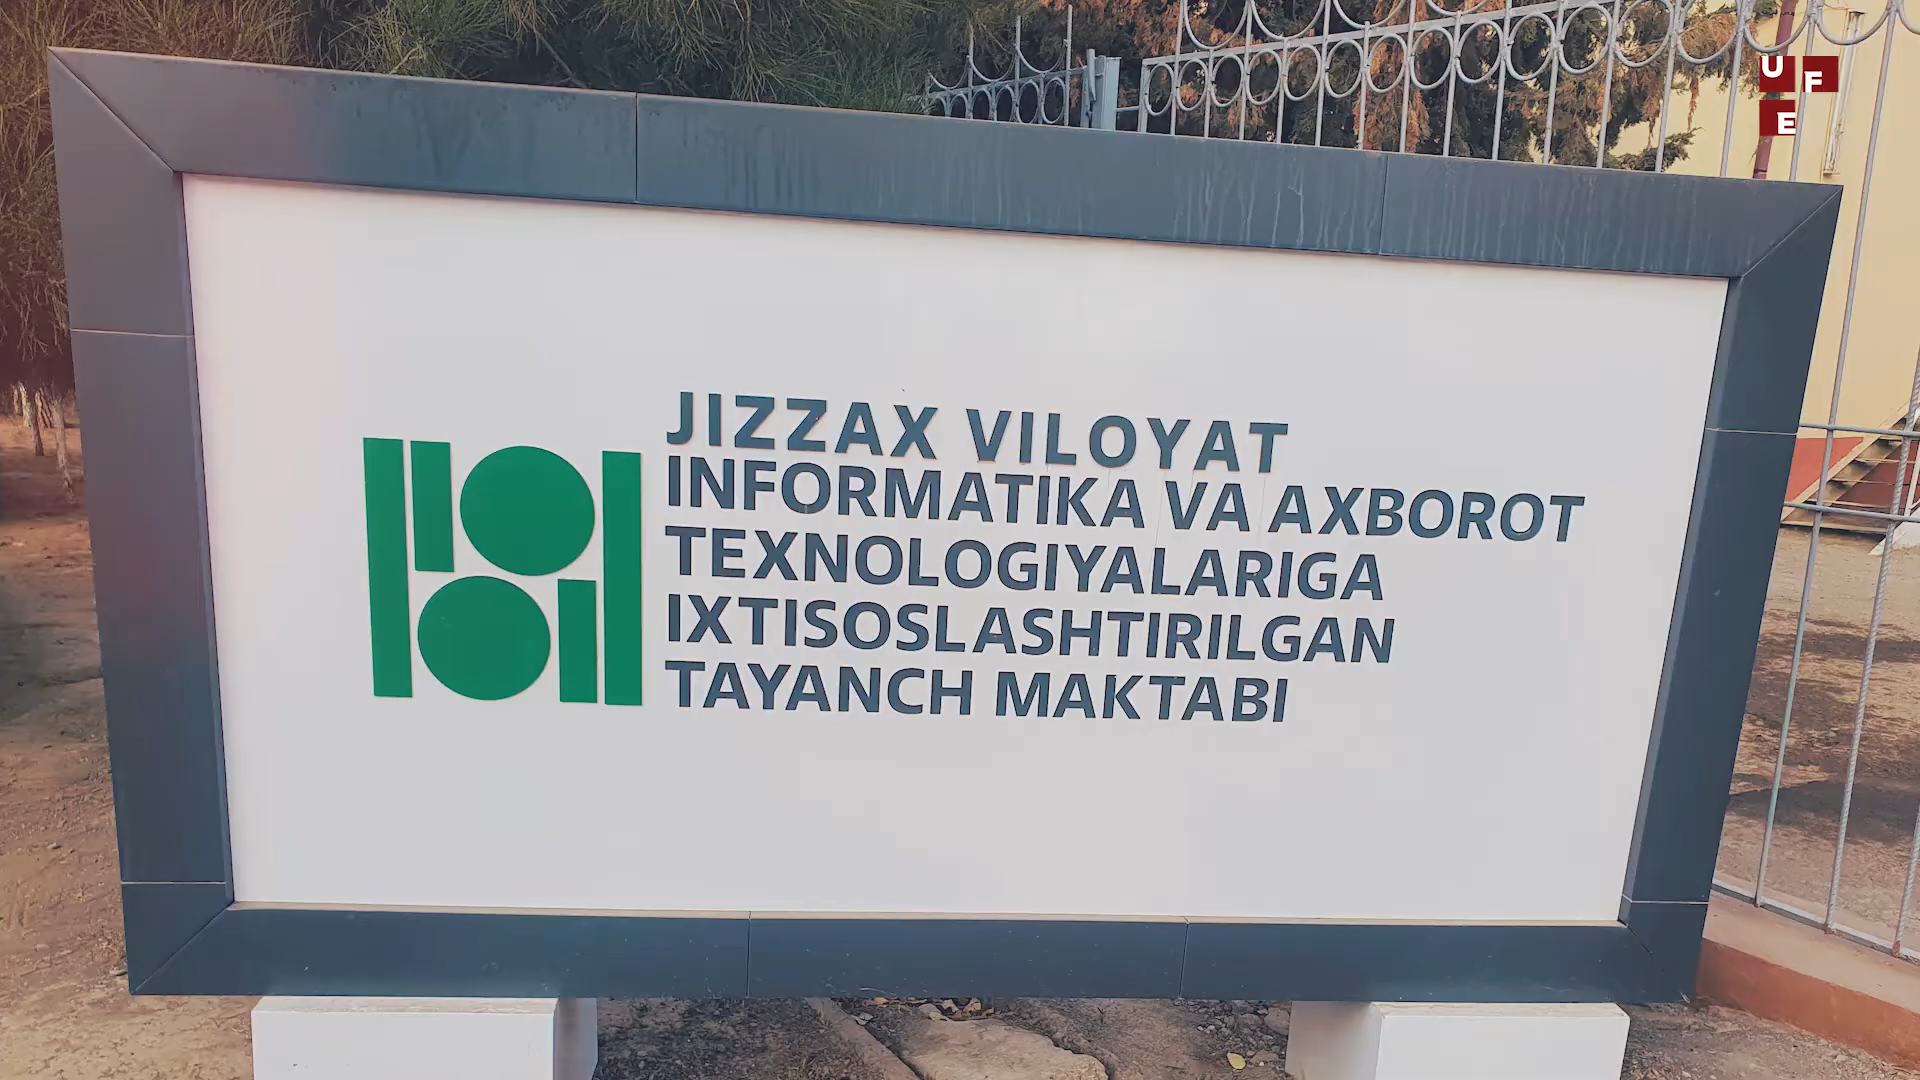 U F
E
JIZZAX VILOYAT
INFORMATIKA VA AXBOROT
TEXNOLOGIYALARIGA
IXTISOSLASHTIRILGAN
TAYANCH MAKTABI